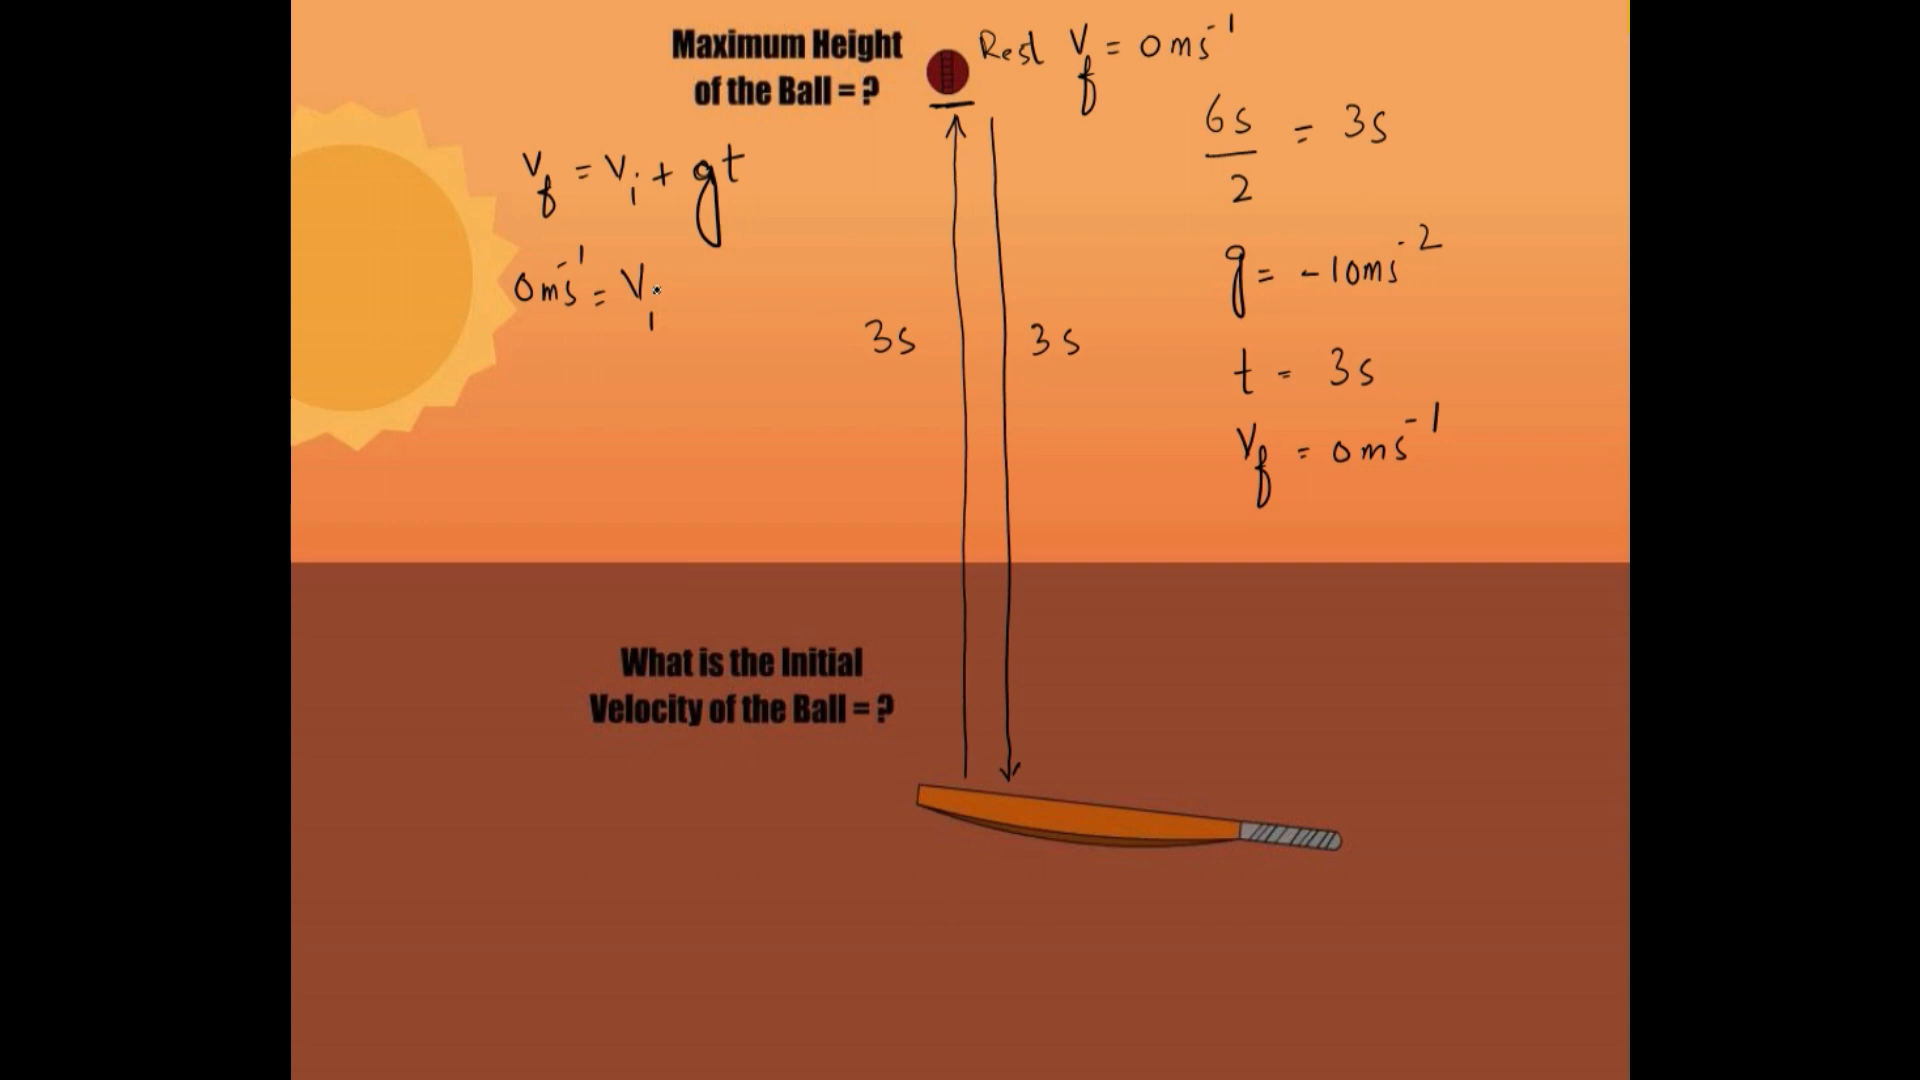 Maximum Height
of the Ball = ?
Rest Vf = 0ms⁻¹
Vf = Vi + gt
0ms⁻¹ = Vi
6s/2 = 3s
g = -10ms⁻²
t = 3s
Vf = 0ms⁻¹
3s
3s
What is the Initial
Velocity of the Ball = ?